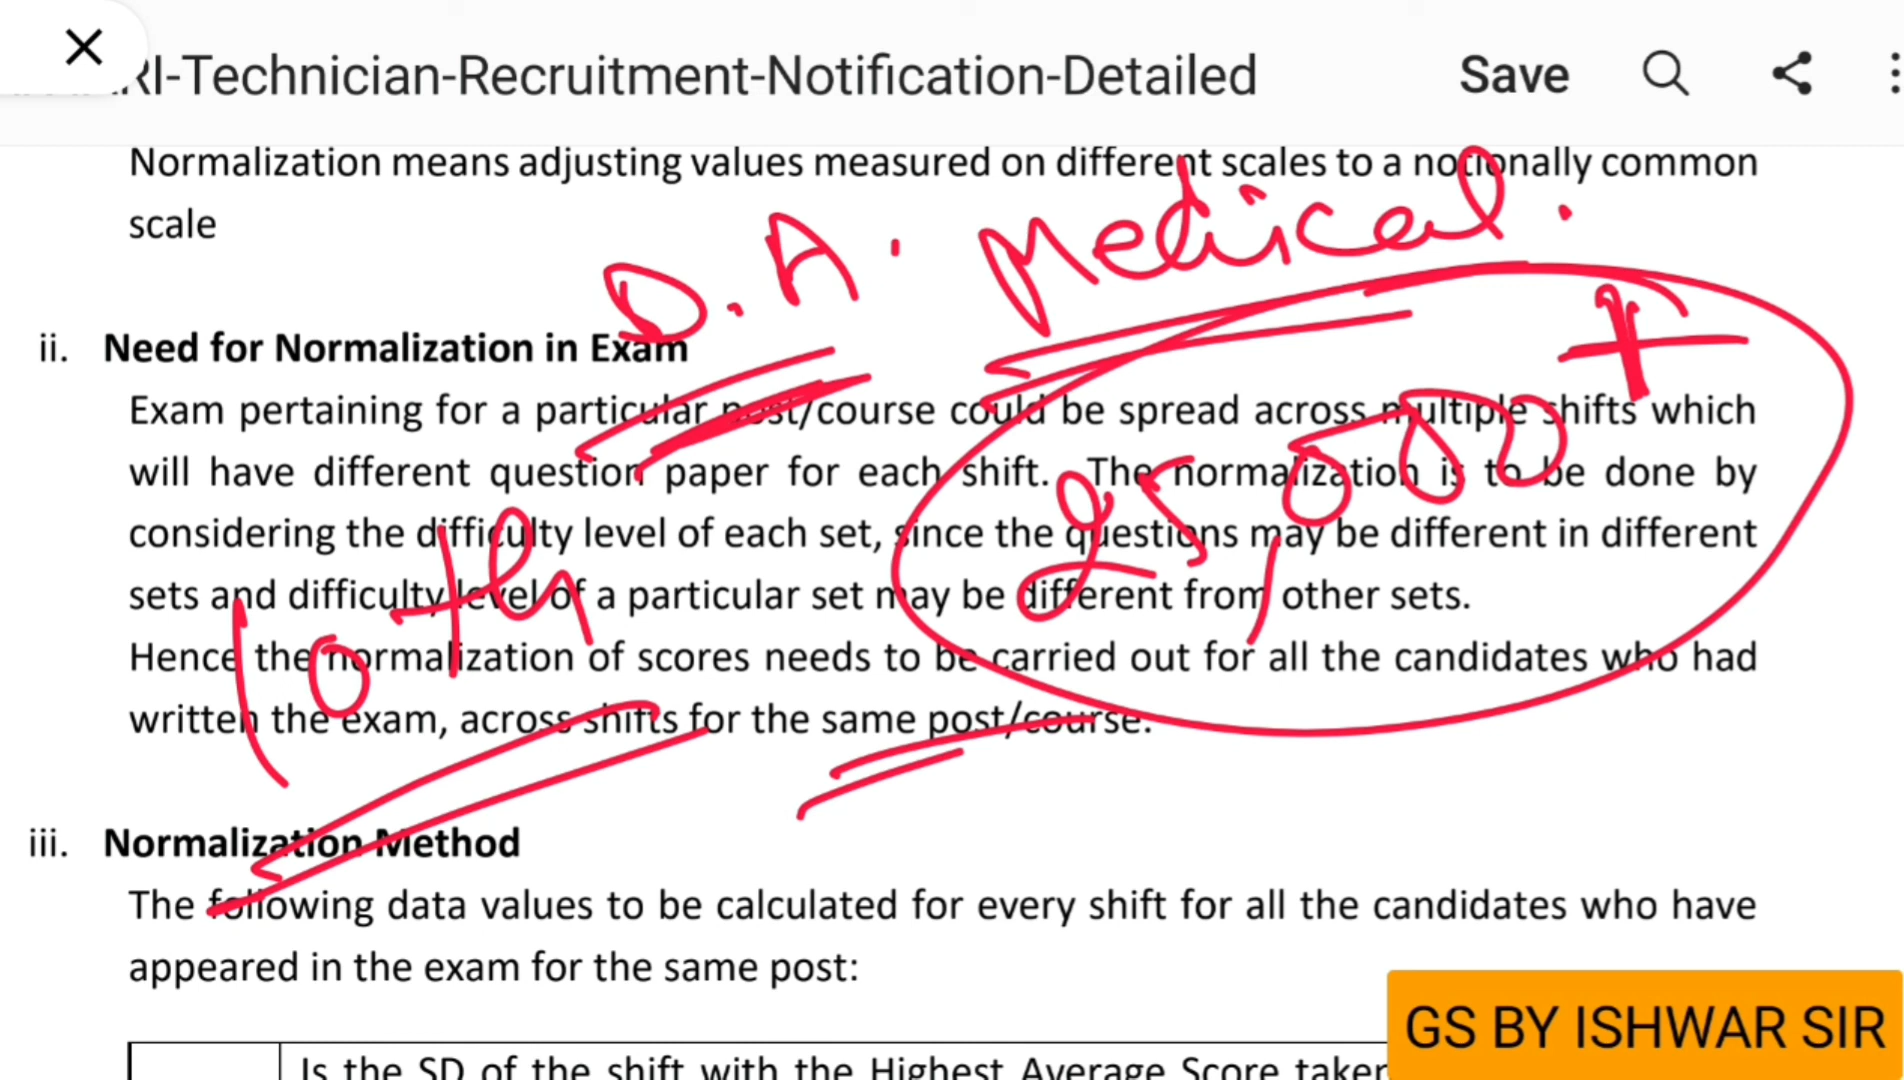 RI-Technician-Recruitment-Notification-Detailed
Save
Normalization means adjusting values measured on different scales to a notionally common
scale
D.A. Medical.
ii. Need for Normalization in Exam
Exam pertaining for a particular post/course could be spread across multiple shifts which
will have different question paper for each shift. The normalization is to be done by
considering the difficulty level of each set, since the questions may be different in different
sets and difficulty level of a particular set may be different from other sets.
Hence the normalization of scores needs to be carried out for all the candidates who had
written the exam, across shifts for the same post/course.
25,000+
10th
iii. Normalization Method
The following data values to be calculated for every shift for all the candidates who have
appeared in the exam for the same post:
Is the SD of the shift with the Highest Average Score taken
GS BY ISHWAR SIR